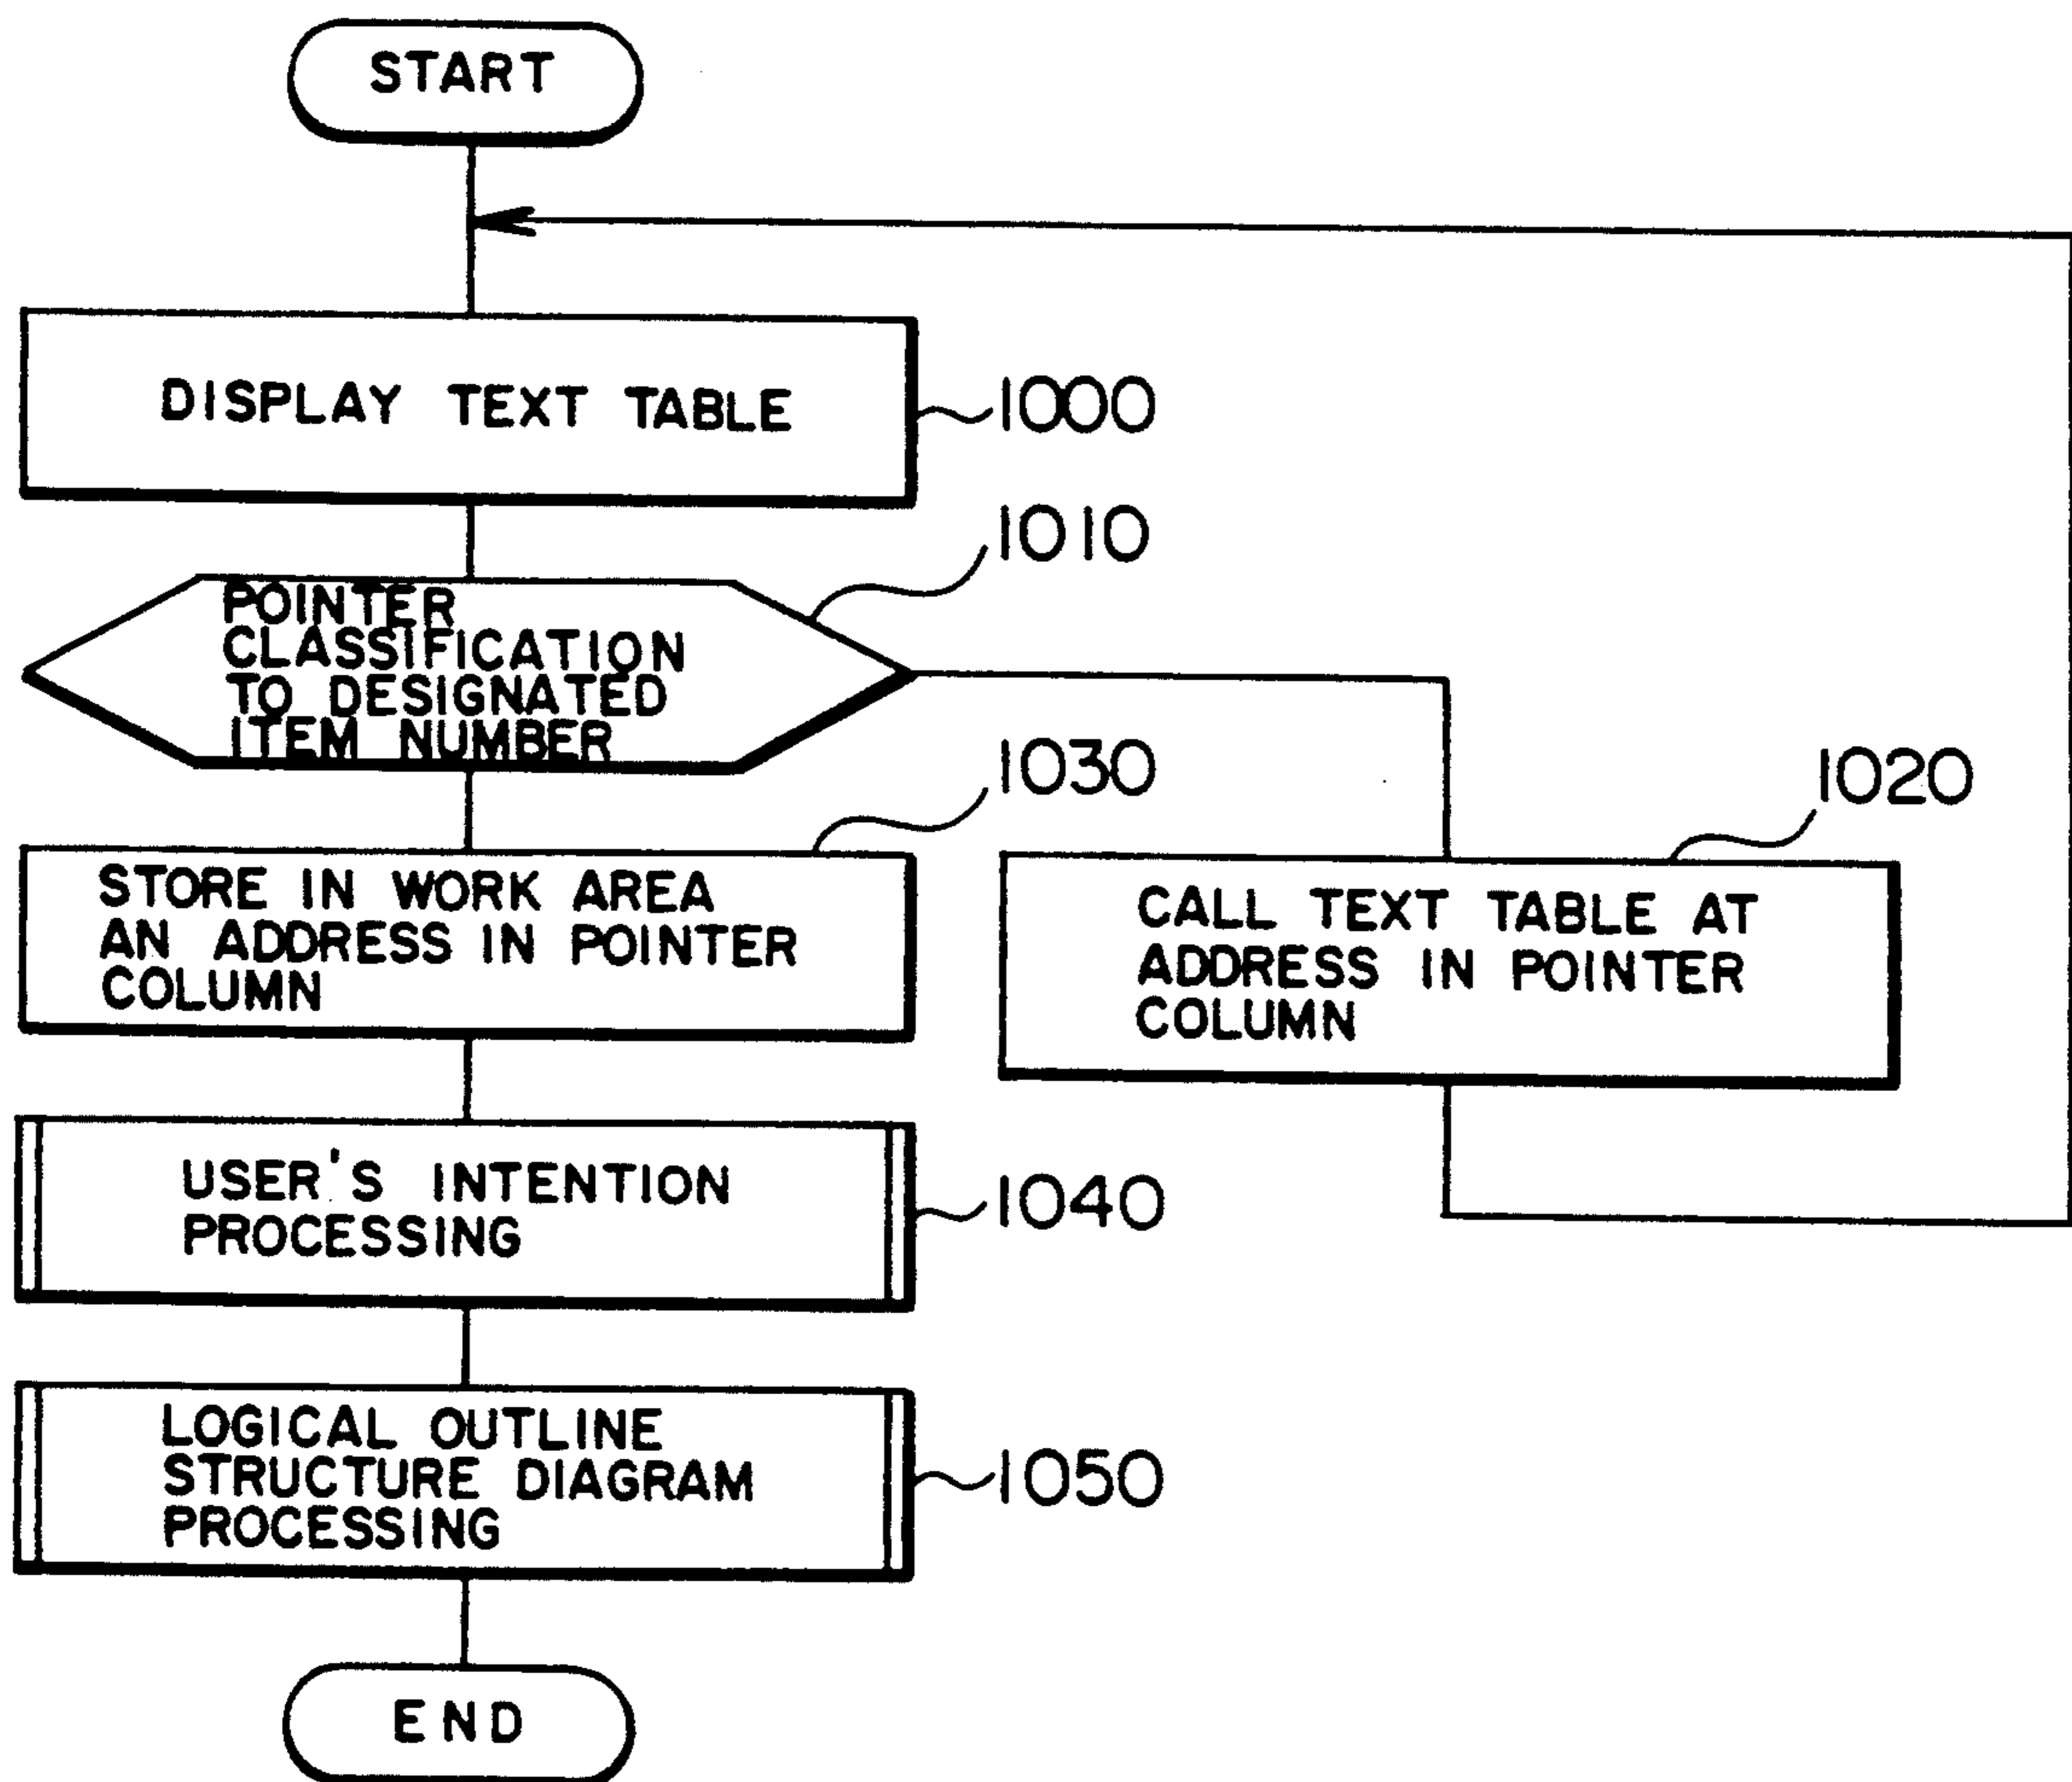 START
DISPLAY TEXT TABLE
1000
1010
POINTER
CLASSIFICATION
TO DESIGNATED
ITEM NUMBER
1030
STORE IN WORK AREA
AN ADDRESS IN POINTER
COLUMN
1020
CALL TEXT TABLE AT
ADDRESS IN POINTER
COLUMN
USER'S INTENTION
PROCESSING
1040
LOGICAL OUTLINE
STRUCTURE DIAGRAM
PROCESSING
1050
END